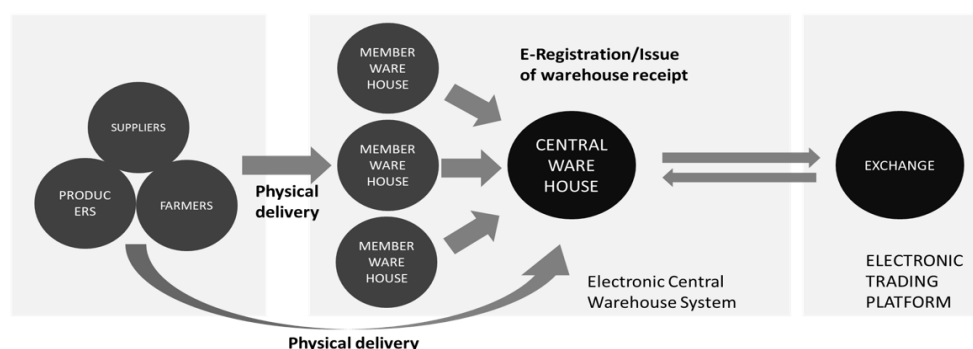 SUPPLIERS
PRODUC
ERS
FARMERS
Physical
delivery
MEMBER
WARE
HOUSE
MEMBER
WARE
HOUSE
MEMBER
WARE
HOUSE
E-Registration/Issue
of warehouse receipt
CENTRAL
WARE
HOUSE
Electronic Central
Warehouse System
EXCHANGE
ELECTRONIC
TRADING
PLATFORM
Physical delivery